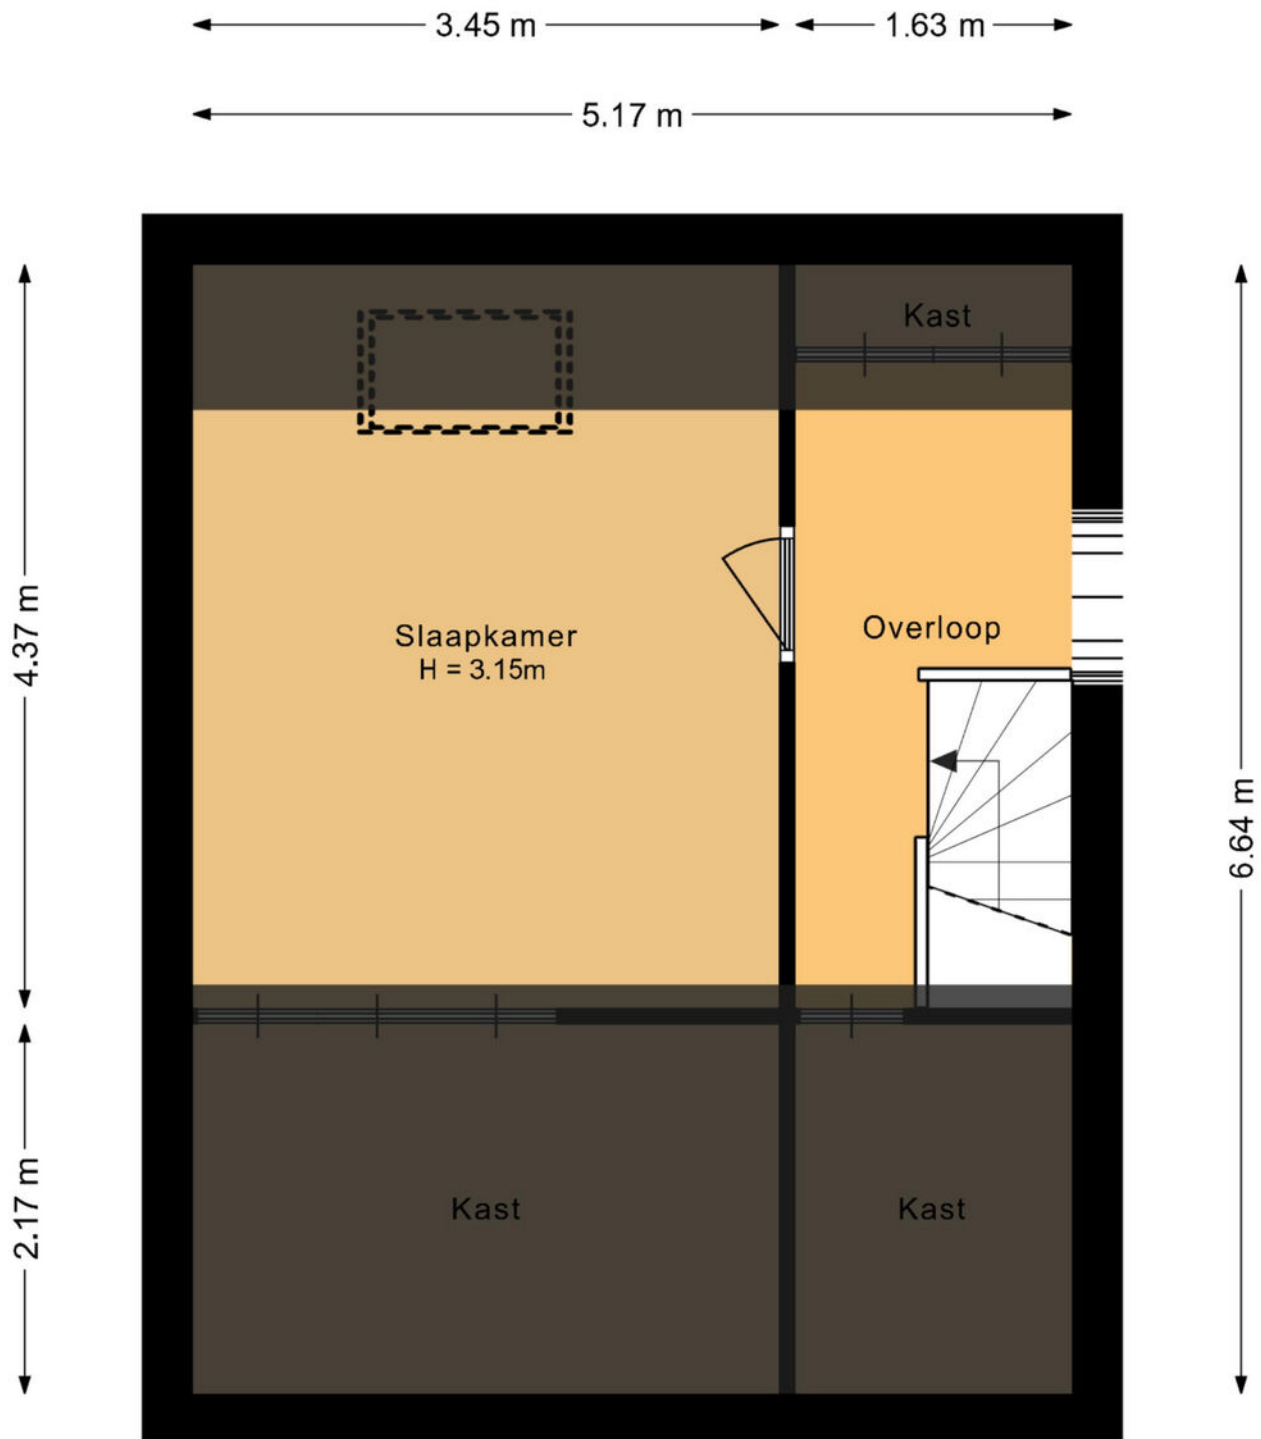 3.45 m
1.63 m
5.17 m
Kast
4.37 m
Slaapkamer
H = 3.15m
Overloop
6.64 m
2.17 m
Kast
Kast